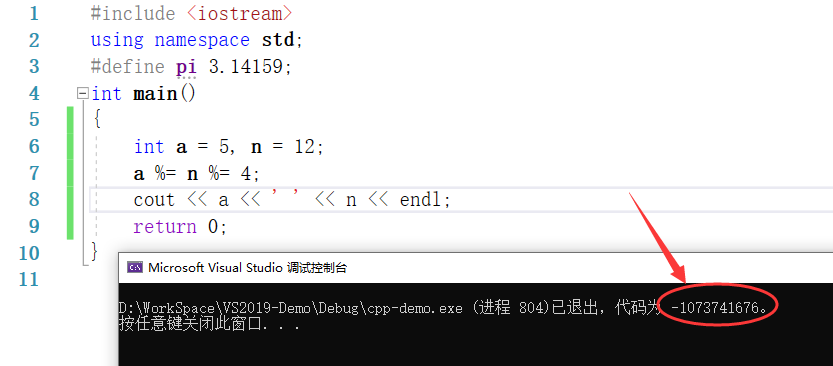 1 #include <iostream>
2 using namespace std;
3 #define pi 3.14159;
4 int main()
5 {
6 int a = 5, n = 12;
7 a %= n %= 4;
8 cout << a << ' ' << n << endl;
9 return 0;
10 }
11
Microsoft Visual Studio 调试控制台
D:\WorkSpace\VS2019-Demo\Debug\cpp-demo.exe (进程 804)已退出，代码为 -1073741676。
按任意键关闭此窗口. . .